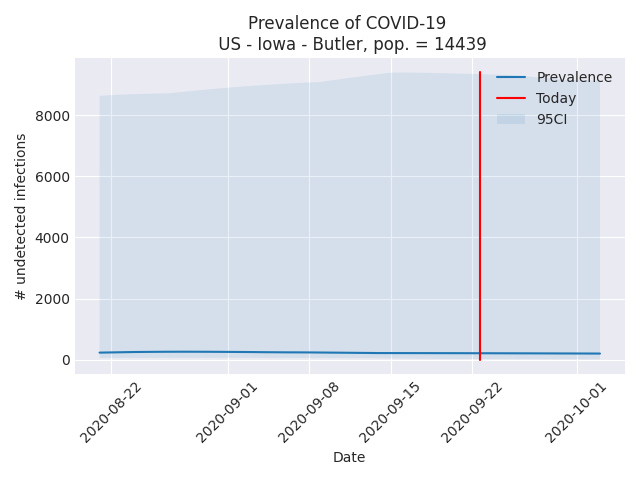 Prevalence of COVID-19
US - Iowa - Butler, pop. = 14439
Prevalence
Today
95CI
# undetected infections
8000
6000
4000
2000
0
2020-08-22
2020-09-01
2020-09-08
2020-09-15
2020-09-22
2020-10-01
Date